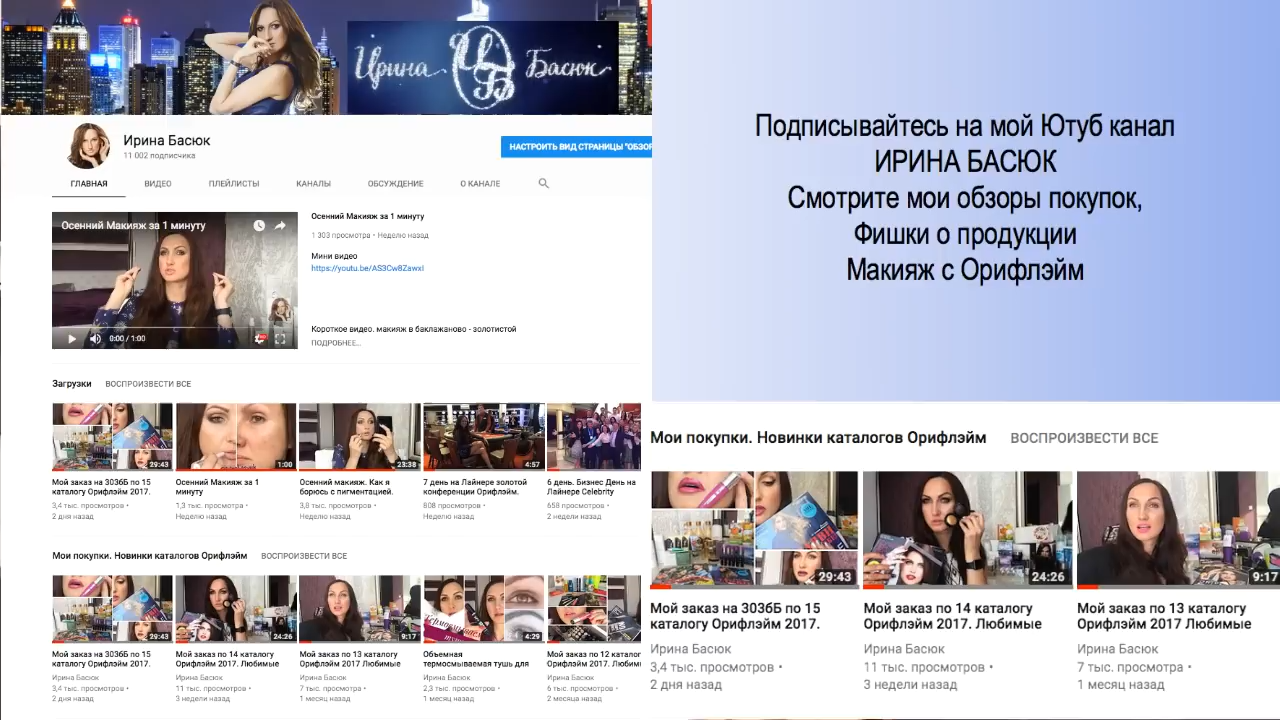 Ирина
ИБ
Басюк
Ирина Басюк
11 002 подписчика
НАСТРОИТЬ ВИД СТРАНИЦЫ "ОБЗОР
ГЛАВНАЯ
ВИДЕО
ПЛЕЙЛИСТЫ
КАНАЛЫ
ОБСУЖДЕНИЕ
О КАНАЛЕ
Осенний Макияж за 1 минуту
0:00 / 1:00
Осенний Макияж за 1 минуту
1 303 просмотра • Неделю назад
Мини видео
https://youtu.be/AS3Cw8ZawxI
Короткое видео. макияж в баклажаново - золотистой
ПОДРОБНЕЕ...
Загрузки
ВОСПРОИЗВЕСТИ ВСЕ
29:43
Мой заказ на 303бБ по 15
каталогу Орифлэйм 2017.
3,4 тыс. просмотров •
2 дня назад
1:00
Осенний Макияж за 1
минуту
1,3 тыс. просмотра •
Неделю назад
23:38
Осенний макияж. Как я
борюсь с пигментацией.
3,8 тыс. просмотров •
Неделю назад
4:57
7 день на Лайнере золотой
конференции Орифлэйм.
808 просмотров •
Неделю назад
6 день. Бизнес День на
Лайнере Celebrity
658 просмотров •
2 недели назад
Мои покупки. Новинки каталогов Орифлэйм
ВОСПРОИЗВЕСТИ ВСЕ
29:43
Мой заказ на 303бБ по 15
каталогу Орифлэйм 2017.
Ирина Басюк
3,4 тыс. просмотров •
2 дня назад
24:26
Мой заказ по 14 каталогу
Орифлэйм 2017. Любимые
Ирина Басюк
11 тыс. просмотров •
3 недели назад
9:17
Мой заказ по 13 каталогу
Орифлэйм 2017 Любимые
Ирина Басюк
7 тыс. просмотра •
1 месяц назад
4:29
Объемная
термосмываемая тушь для
Ирина Басюк
2,3 тыс. просмотров •
1 месяц назад
Мой заказ по 12 каталог
Орифлэйм 2017. Любим
Ирина Басюк
6 тыс. просмотров •
2 месяца назад
Подписывайтесь на мой Ютуб канал
ИРИНА БАСЮК
Смотрите мои обзоры покупок,
Фишки о продукции
Макияж с Орифлэйм
Мои покупки. Новинки каталогов Орифлэйм
ВОСПРОИЗВЕСТИ ВСЕ
29:43
Мой заказ на 303бБ по 15
каталогу Орифлэйм 2017.
Ирина Басюк
3,4 тыс. просмотров •
2 дня назад
24:26
Мой заказ по 14 каталогу
Орифлэйм 2017. Любимые
Ирина Басюк
11 тыс. просмотров •
3 недели назад
9:17
Мой заказ по 13 каталогу
Орифлэйм 2017 Любимые
Ирина Басюк
7 тыс. просмотра •
1 месяц назад